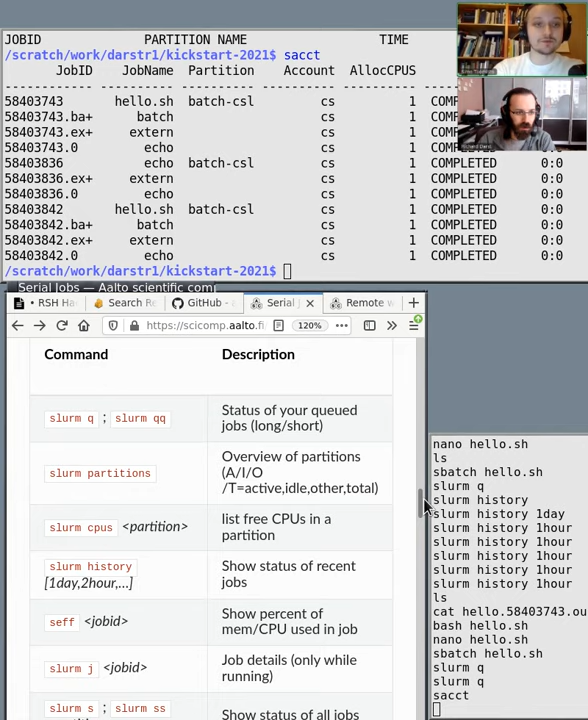 JOBID PARTITION NAME TIME
/scratch/work/darstr1/kickstart-2021$ sacct
JobID JobName Partition Account AllocCPUS
------------ ---------- ---------- ---------- ----------
58403743 hello.sh batch-csl cs 1 COMP
58403743.ba+ batch cs 1
58403743.ex+ extern cs 1
58403743.0 echo cs 1
58403836 echo batch-csl cs 1 COMPLETED 0:0
58403836.ex+ extern cs 1 COMPLETED 0:0
58403836.0 echo cs 1 COMPLETED 0:0
58403842 hello.sh batch-csl cs 1 COMPLETED 0:0
58403842.ba+ batch cs 1 COMPLETED 0:0
58403842.ex+ extern cs 1 COMPLETED 0:0
58403842.0 echo cs 1 COMPLETED 0:0
/scratch/work/darstr1/kickstart-2021$
Serial Jobs — Aalto scientific com
• RSH Ha
Search Re
GitHub -
Serial J
Remote w
https://scicomp.aalto.fi
120%
Command Description
slurm q ; slurm qq
Status of your queued
jobs (long/short)
slurm partitions
Overview of partitions
(A/I/O
/T=active,idle,other,total)
slurm cpus <partition>
list free CPUs in a
partition
slurm history
[1day,2hour,...]
Show status of recent
jobs
seff <jobid>
Show percent of
mem/CPU used in job
slurm j <jobid>
Job details (only while
running)
slurm s ; slurm ss
Show status of all jobs
nano hello.sh
ls
sbatch hello.sh
slurm q
slurm history
slurm history 1day
slurm history 1hour
slurm history 1hour
slurm history 1hour
slurm history 1hour
slurm history 1hour
ls
cat hello.58403743.ou
bash hello.sh
nano hello.sh
sbatch hello.sh
slurm q
slurm q
sacct